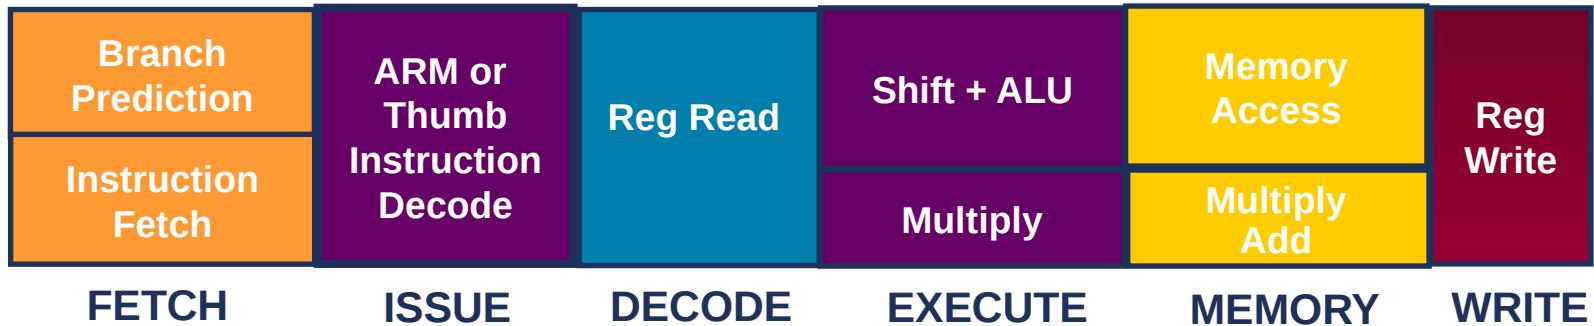 Branch
Prediction
Instruction
Fetch
ARM or
Thumb
Instruction
Decode
Reg Read
Shift + ALU
Multiply
Memory
Access
Multiply
Add
Reg
Write
FETCH
ISSUE
DECODE
EXECUTE
MEMORY
WRITE